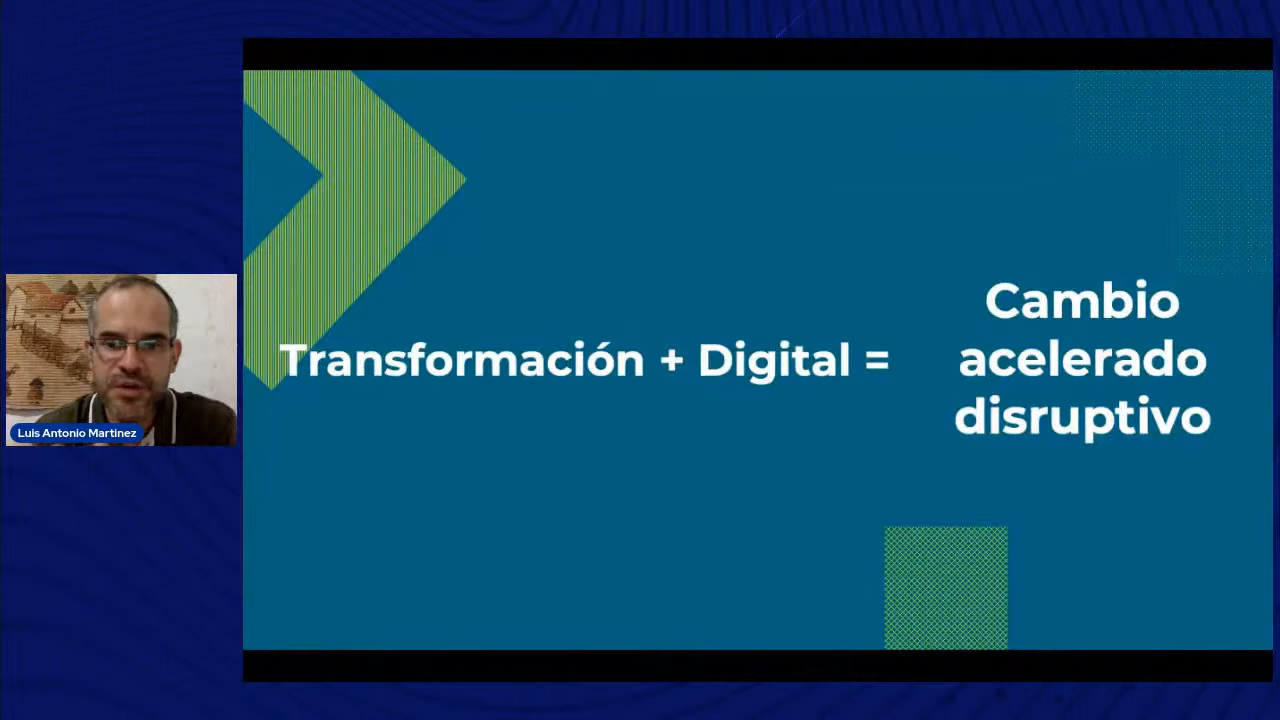 Transformación + Digital =
Cambio
acelerado
disruptivo
Luis Antonio Martinez